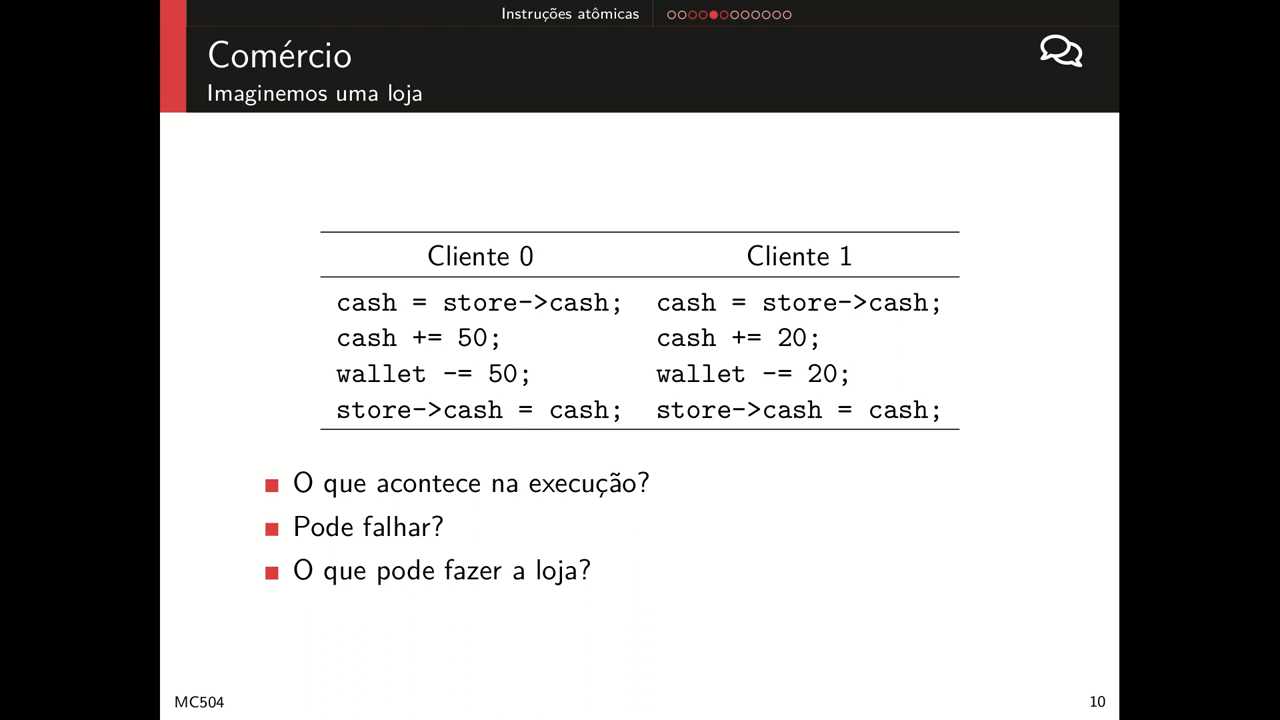 Instruções atômicas
Comércio
Imaginemos uma loja
Cliente 0 Cliente 1
cash = store->cash; cash = store->cash;
cash += 50; cash += 20;
wallet -= 50; wallet -= 20;
store->cash = cash; store->cash = cash;
O que acontece na execução?
Pode falhar?
O que pode fazer a loja?
MC504 10